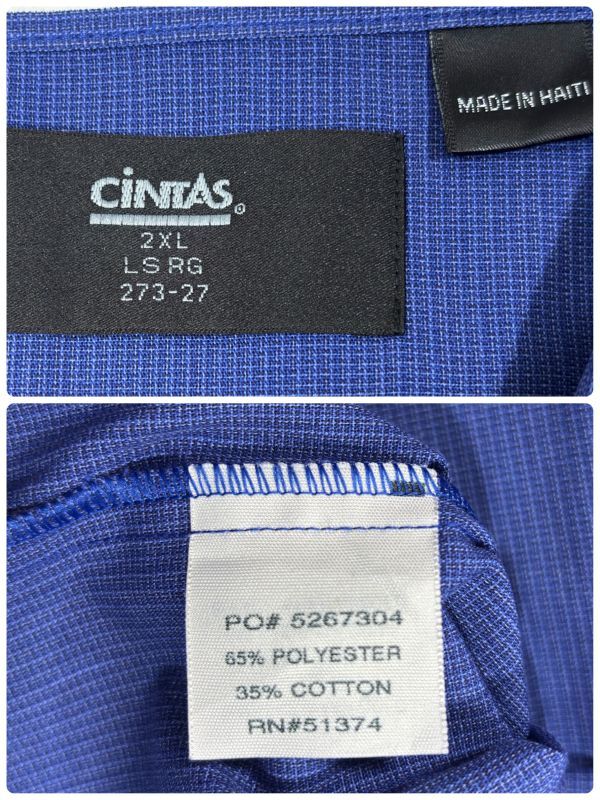 MADE IN HAITI
CiNTAS®
2XL
LS RG
273-27
PO# 5267304
65% POLYESTER
35% COTTON
RN#51374